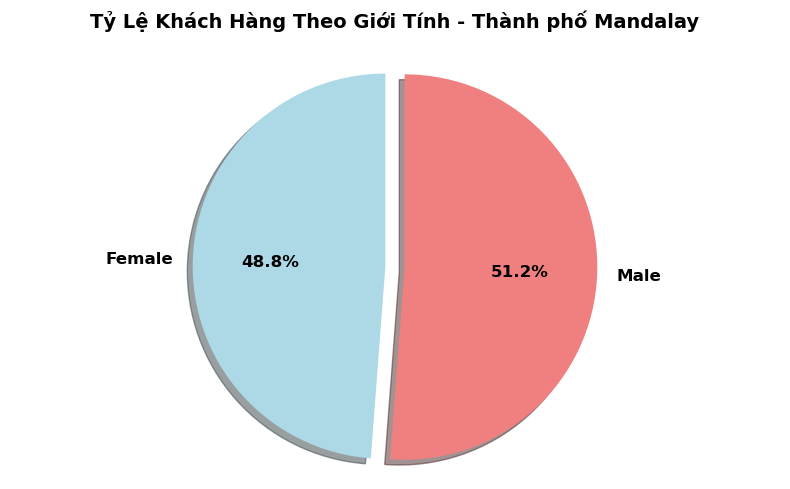 Tỷ Lệ Khách Hàng Theo Giới Tính - Thành phố Mandalay
Female
48.8%
51.2%
Male